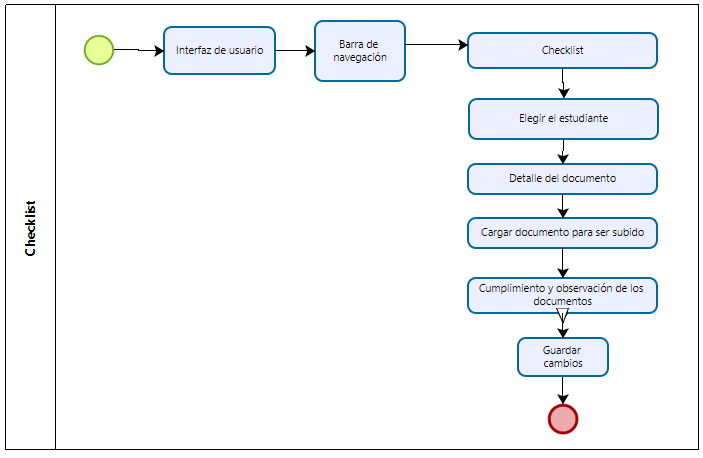 Checklist
Interfaz de usuario
Barra de
navegación
Checklist
Elegir el estudiante
Detalle del documento
Cargar documento para ser subido
Cumplimiento y observación de los
documentos
Guardar
cambios